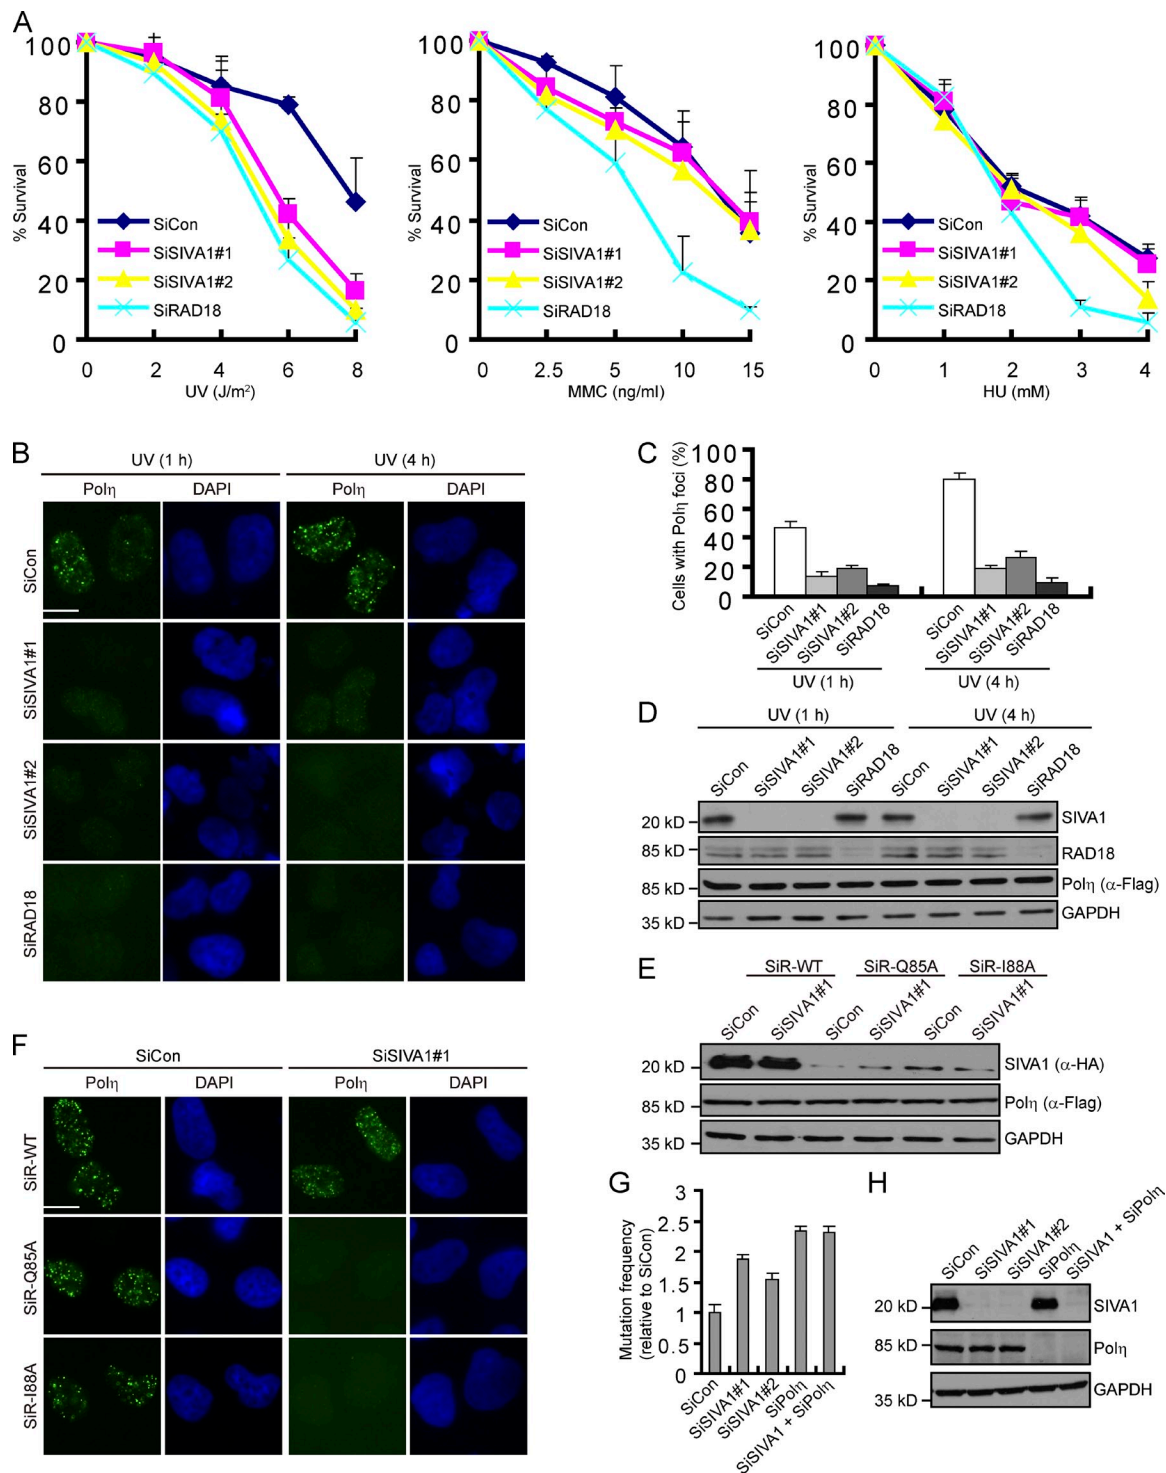 A
100
80
60
40
20
0
% Survival
SiCon
SiSIVA1#1
SiSIVA1#2
SiRAD18
0 2 4 6 8
UV (J/m²)
100
80
60
40
20
0
% Survival
SiCon
SiSIVA1#1
SiSIVA1#2
SiRAD18
0 2.5 5 10 15
MMC (ng/ml)
100
80
60
40
20
0
% Survival
SiCon
SiSIVA1#1
SiSIVA1#2
SiRAD18
0 1 2 3 4
HU (mM)
B
UV (1 h) UV (4 h)
Polη DAPI Polη DAPI
SiCon
SiSIVA1#1
SiSIVA1#2
SiRAD18
C
Cells with Polη foci (%)
100
80
60
40
20
0
SiCon SiSIVA1#1 SiSIVA1#2 SiRAD18 SiCon SiSIVA1#1 SiSIVA1#2 SiRAD18
UV (1 h) UV (4 h)
D
UV (1 h) UV (4 h)
SiCon SiSIVA1#1 SiSIVA1#2 SiRAD18 SiCon SiSIVA1#1 SiSIVA1#2 SiRAD18
20 kD SIVA1
85 kD RAD18
85 kD Polη (α-Flag)
35 kD GAPDH
E
SiR-WT SiR-Q85A SiR-I88A
SiCon SiSIVA1#1 SiCon SiSIVA1#1 SiCon SiSIVA1#1
20 kD SIVA1 (α-HA)
85 kD Polη (α-Flag)
35 kD GAPDH
F
SiCon SiSIVA1#1
Polη DAPI Polη DAPI
SiR-WT
SiR-Q85A
SiR-I88A
G
Mutation frequency
(relative to SiCon)
3
2.5
2
1.5
1
0.5
0
SiCon SiSIVA1#1 SiSIVA1#2 SiPolη SiSIVA1 + SiPolη
H
SiCon SiSIVA1#1 SiSIVA1#2 SiPolη SiSIVA1 + SiPolη
20 kD SIVA1
85 kD Polη
35 kD GAPDH